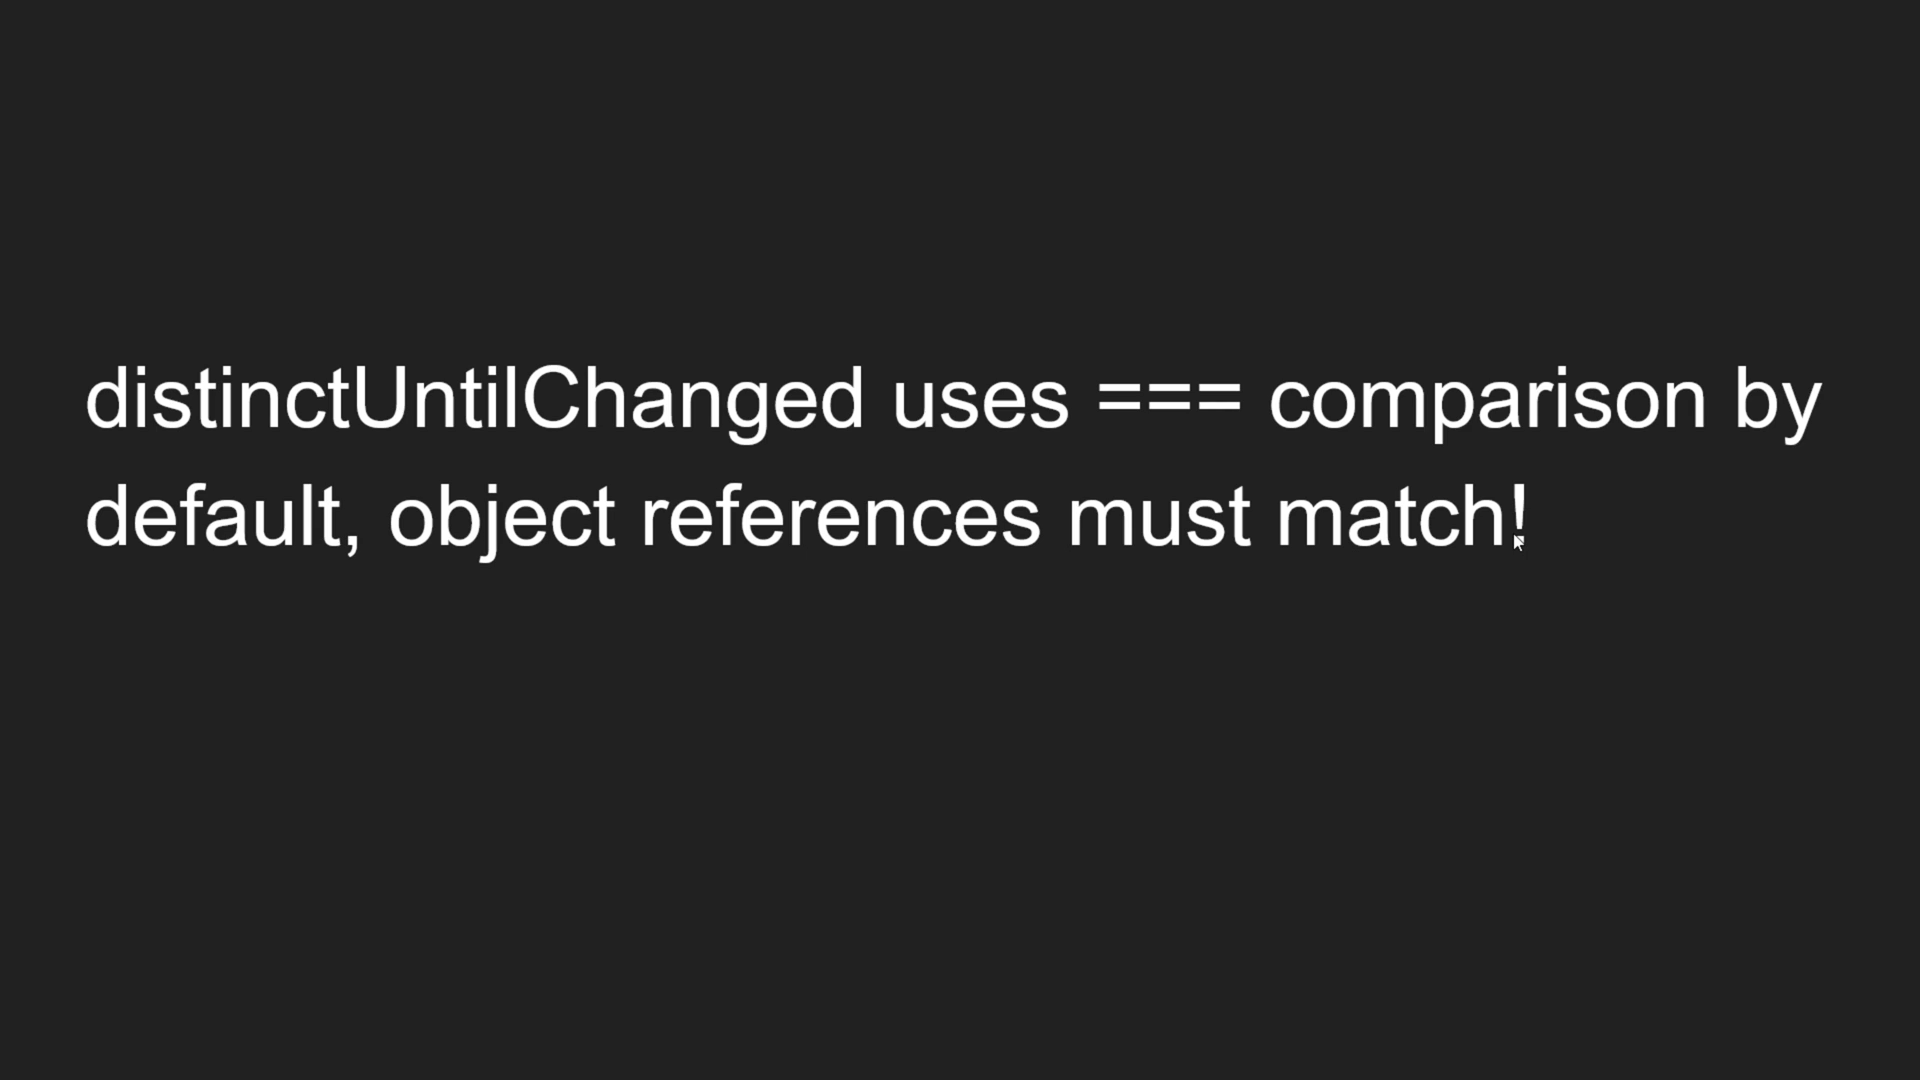 distinctUntilChanged uses === comparison by
default, object references must match!